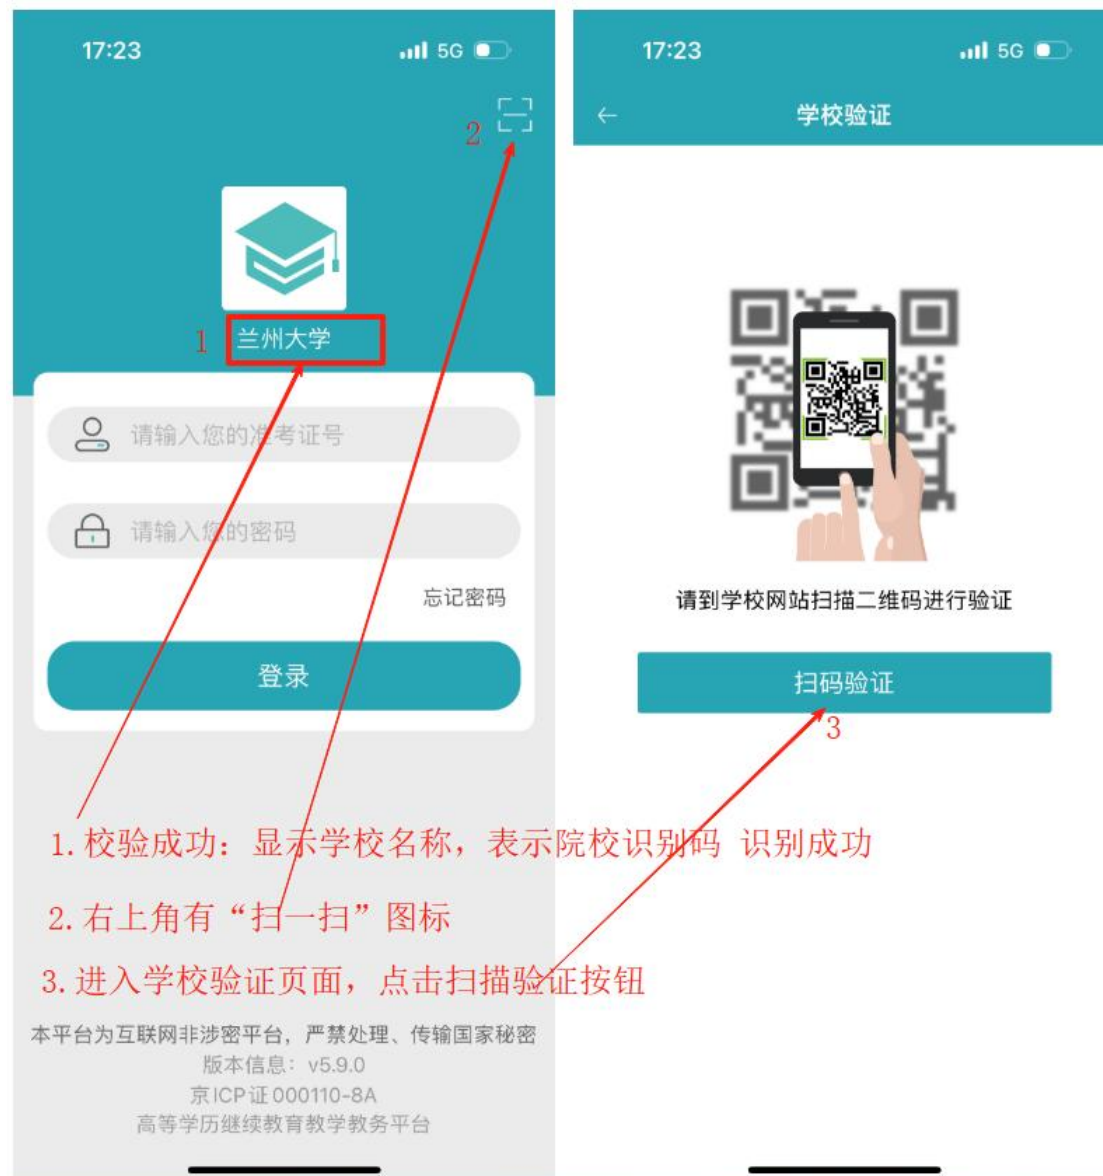 17:23
5G
2
兰州大学
1
请输入您的准考证号
请输入您的密码
忘记密码
登录
17:23
5G
学校验证
请到学校网站扫描二维码进行验证
扫码验证
3
1.校验成功：显示学校名称，表示院校识别码 识别成功
2.右上角有“扫一扫”图标
3.进入学校验证页面，点击扫描验证按钮
本平台为互联网非涉密平台，严禁处理、传输国家秘密
版本信息：v5.9.0
京ICP证000110-8A
高等学历继续教育教学教务平台